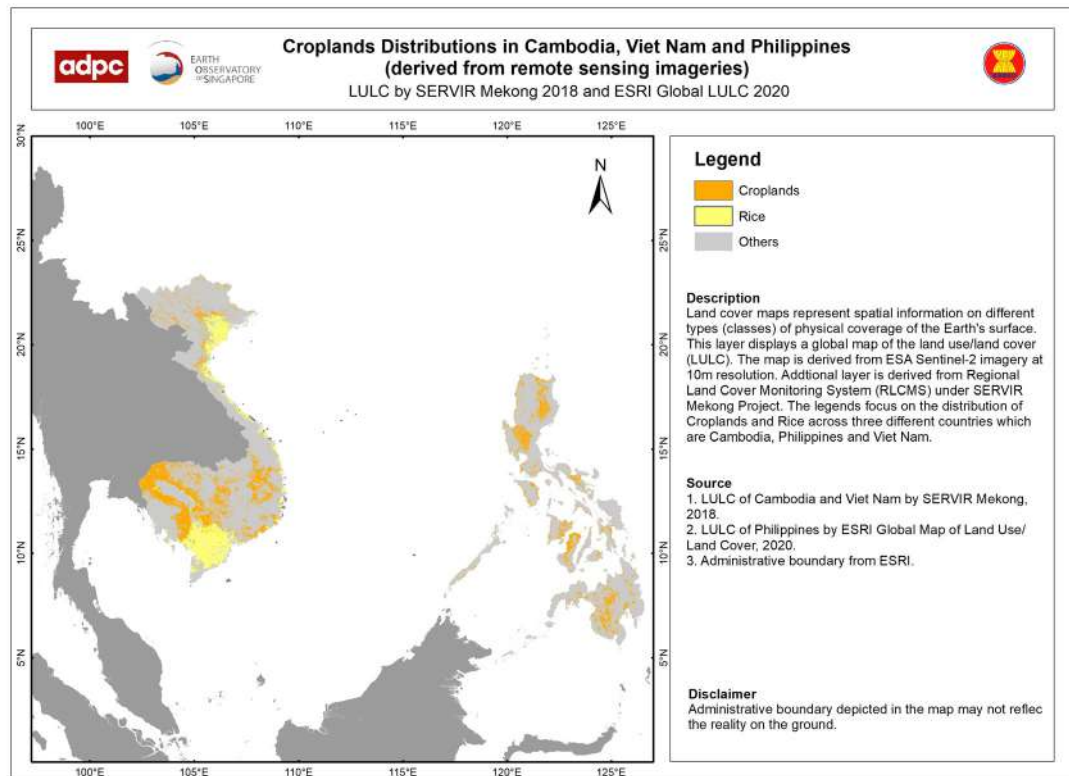 adpc
EARTH
OBSERVATORY
OF SINGAPORE
Croplands Distributions in Cambodia, Viet Nam and Philippines
(derived from remote sensing imageries)
LULC by SERVIR Mekong 2018 and ESRI Global LULC 2020
100°E 105°E 110°E 115°E 120°E 125°E
30°N
25°N
20°N
15°N
10°N
5°N
N
30°N
25°N
20°N
15°N
10°N
5°N
100°E 105°E 110°E 115°E 120°E 125°E
Legend
Croplands
Rice
Others
Description
Land cover maps represent spatial information on different
types (classes) of physical coverage of the Earth's surface.
This layer displays a global map of the land use/land cover
(LULC). The map is derived from ESA Sentinel-2 imagery at
10m resolution. Addtional layer is derived from Regional
Land Cover Monitoring System (RLCMS) under SERVIR
Mekong Project. The legends focus on the distribution of
Croplands and Rice across three different countries which
are Cambodia, Philippines and Viet Nam.
Source
1. LULC of Cambodia and Viet Nam by SERVIR Mekong,
2018.
2. LULC of Philippines by ESRI Global Map of Land Use/
Land Cover, 2020.
3. Administrative boundary from ESRI.
Disclaimer
Administrative boundary depicted in the map may not reflec
the reality on the ground.